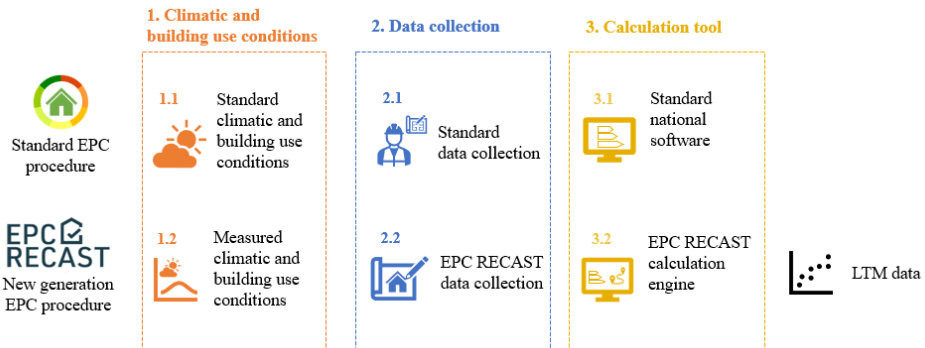 1. Climatic and
building use conditions
2. Data collection
3. Calculation tool
Standard EPC
procedure
1.1
Standard
climatic and
building use
conditions
2.1
Standard
data collection
3.1
Standard
national
software
EPC
RECAST
New generation
EPC procedure
1.2
Measured
climatic and
building use
conditions
2.2
EPC RECAST
data collection
3.2
EPC RECAST
calculation
engine
LTM data